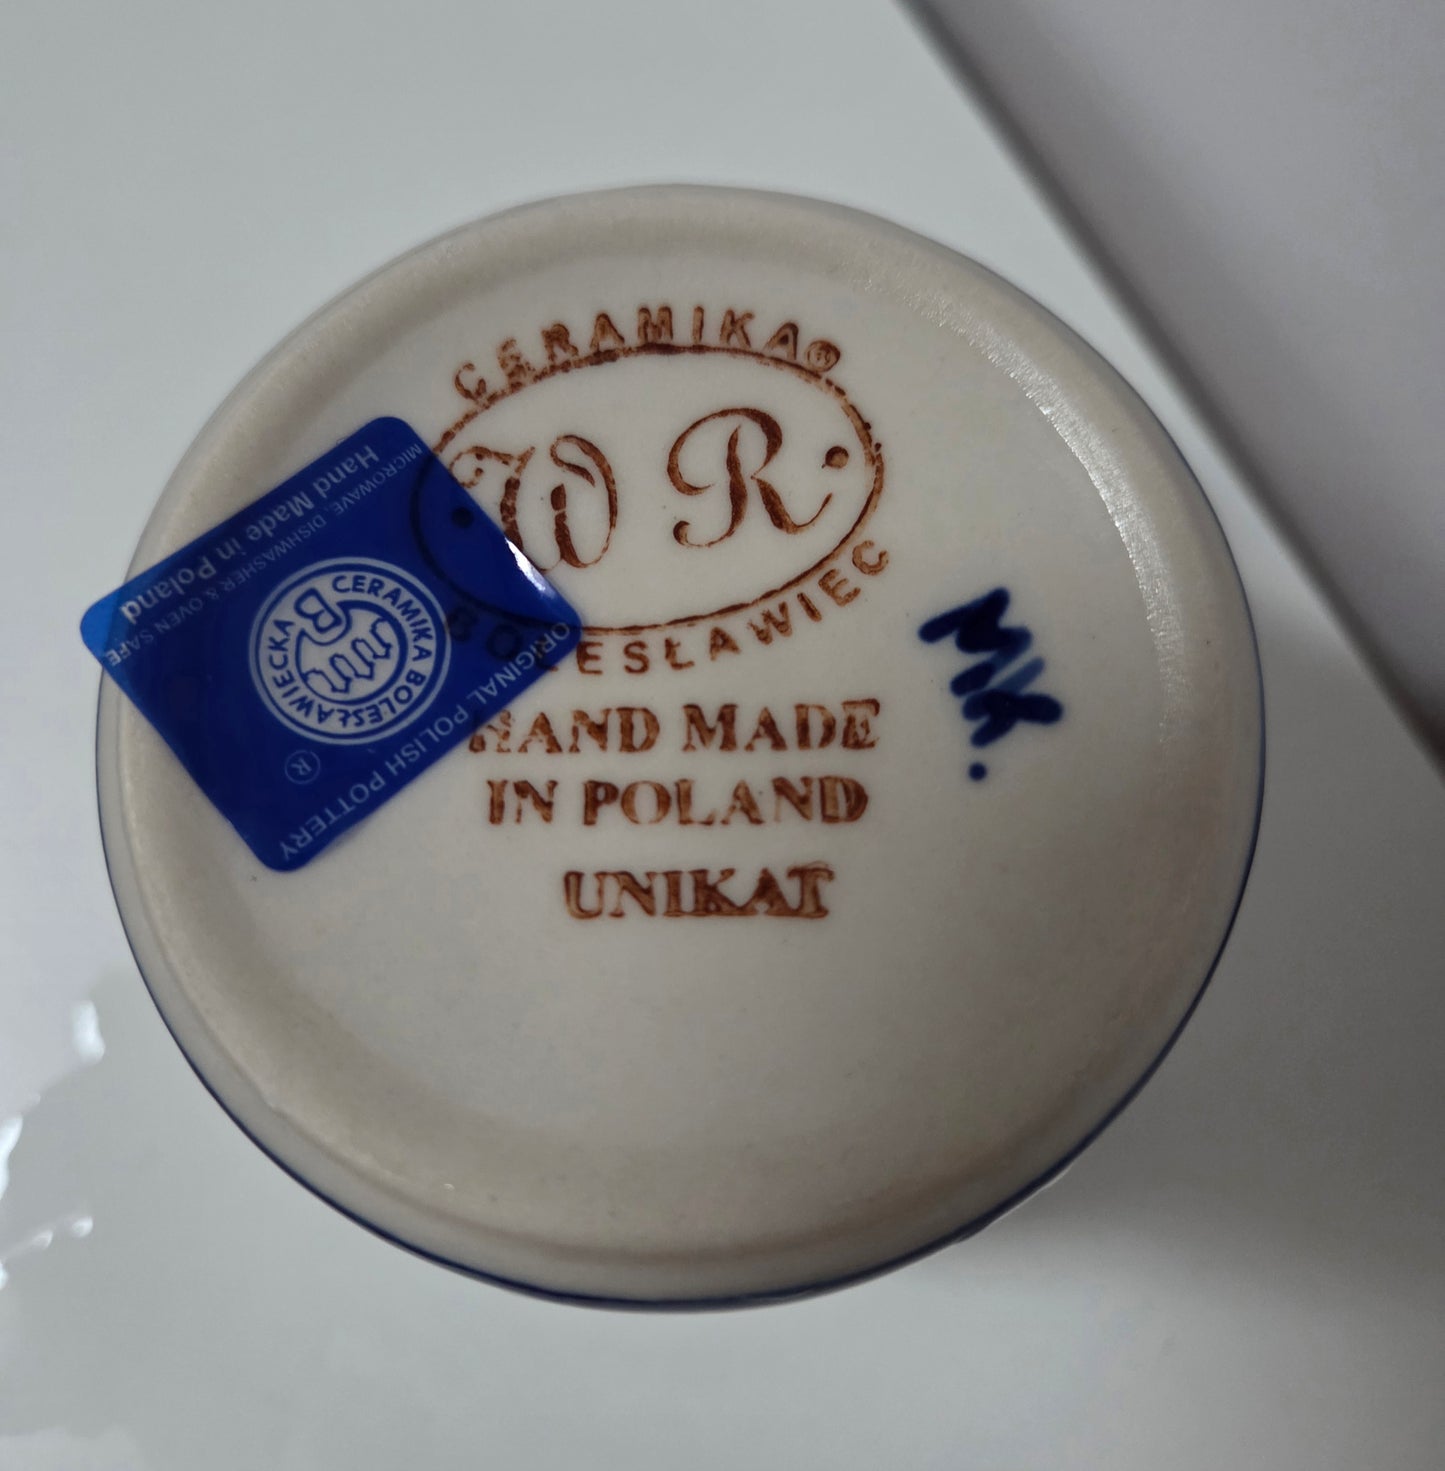 CERAMIKA®
W R
BOLESŁAWIEC
HAND MADE
IN POLAND
UNIKAT
MK.
Hand Made in Poland
MICROWAVE, DISHWASHER & OVEN SAFE
CERAMIKA BOLESŁAWIECKA
B
®
ORIGINAL POLISH POTTERY